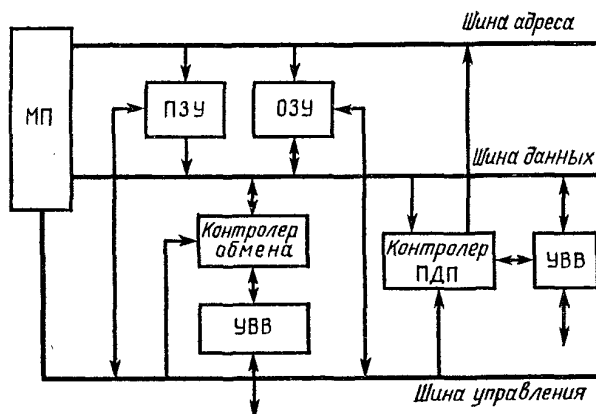 Шина адреса
МП
ПЗУ
ОЗУ
Шина данных
Контролер
обмена
Контролер
ПДП
УВВ
УВВ
Шина управления